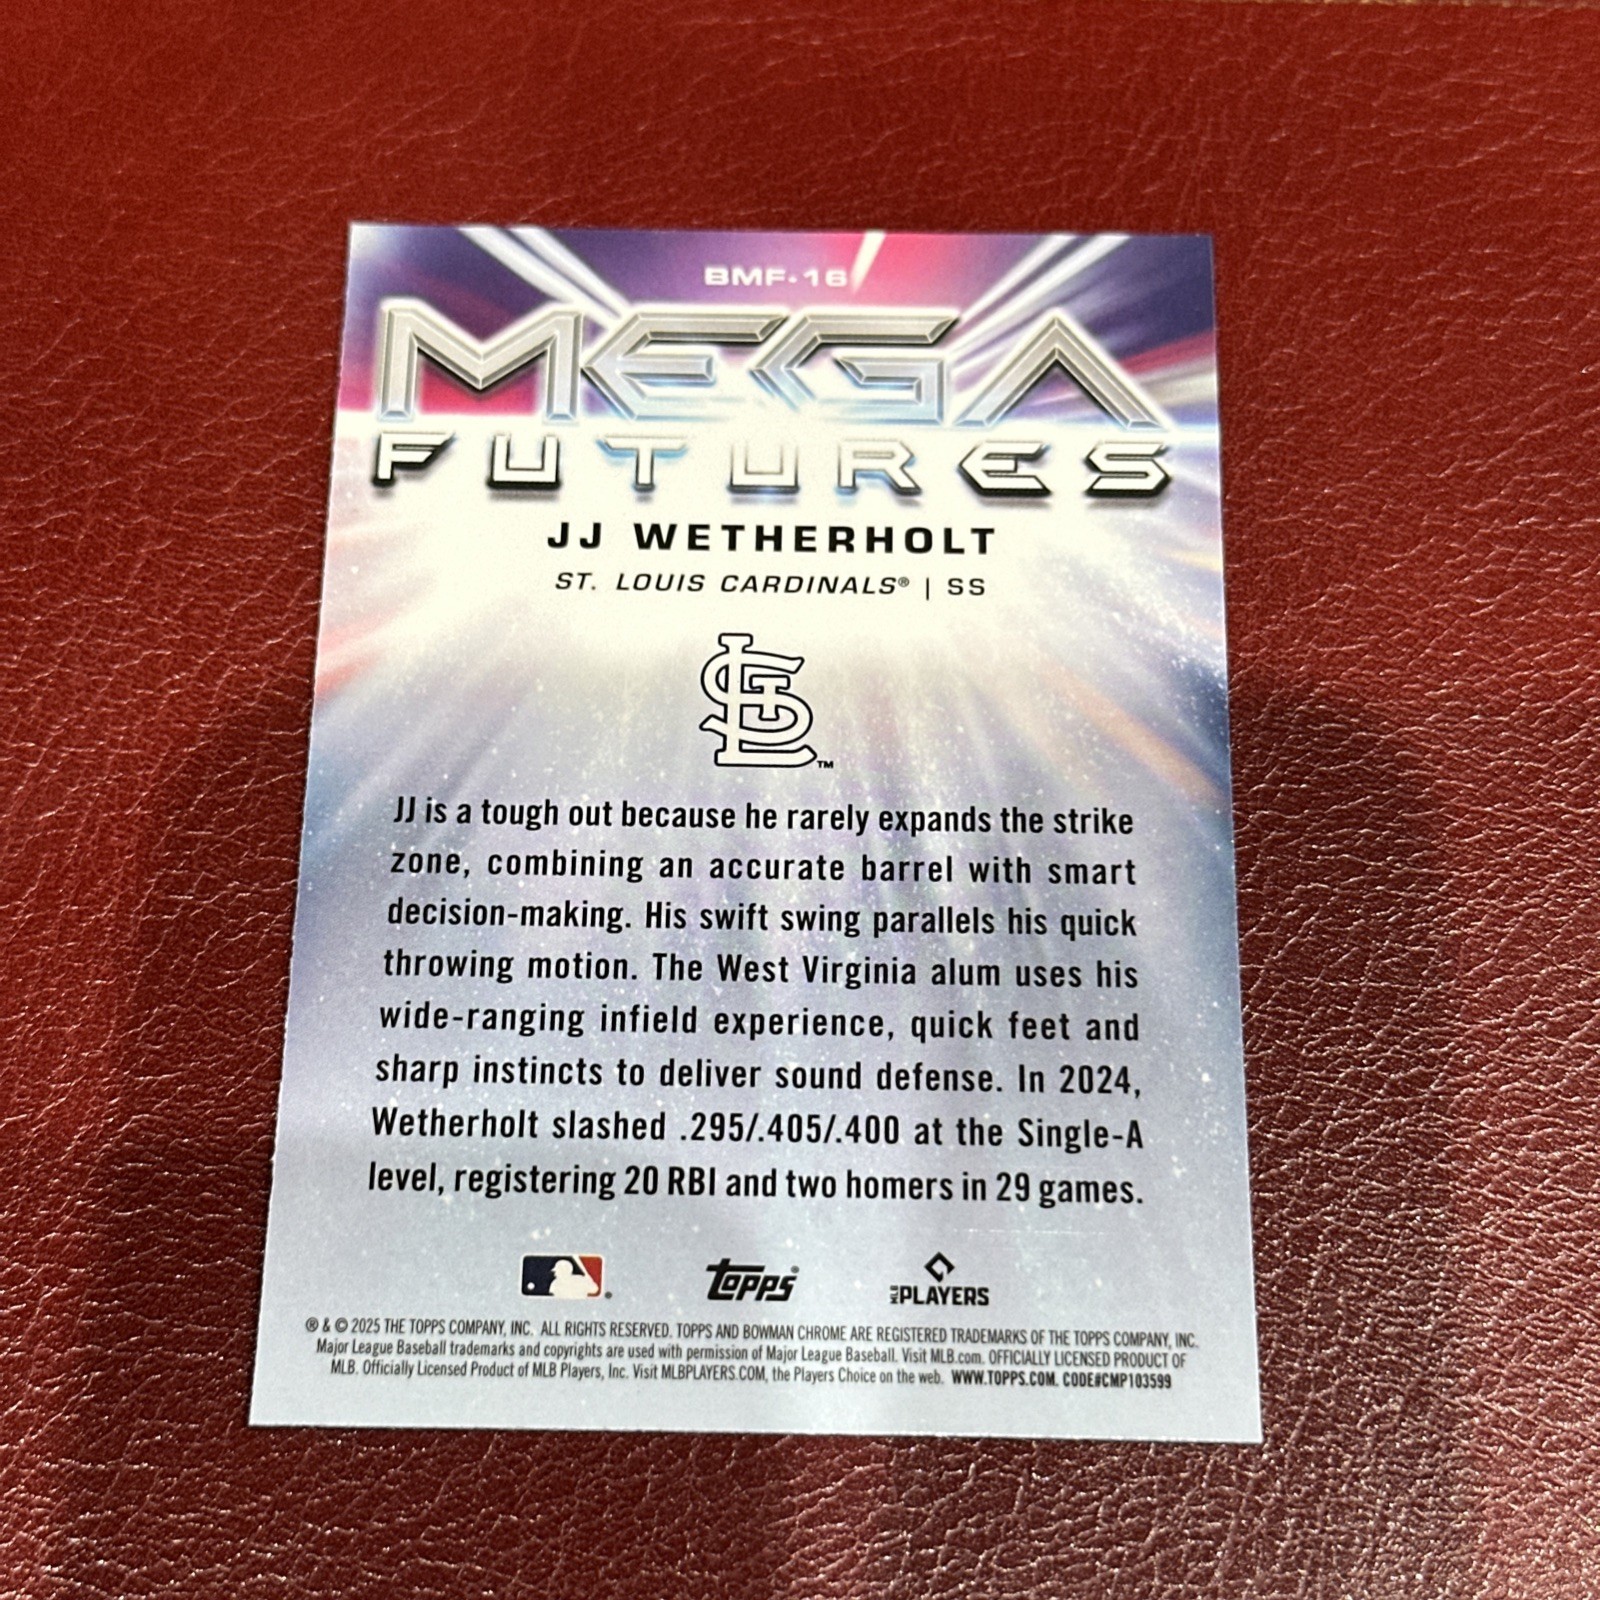 BMF-16
MEGA
FUTURES
JJ WETHERHOLT
ST. LOUIS CARDINALS® | SS
STL™
JJ is a tough out because he rarely expands the strike
zone, combining an accurate barrel with smart
decision-making. His swift swing parallels his quick
throwing motion. The West Virginia alum uses his
wide-ranging infield experience, quick feet and
sharp instincts to deliver sound defense. In 2024,
Wetherholt slashed .295/.405/.400 at the Single-A
level, registering 20 RBI and two homers in 29 games.
topps® MLB PLAYERS
® & © 2025 THE TOPPS COMPANY, INC. ALL RIGHTS RESERVED. TOPPS AND BOWMAN CHROME ARE REGISTERED TRADEMARKS OF THE TOPPS COMPANY, INC.
Major League Baseball trademarks and copyrights are used with permission of Major League Baseball. Visit MLB.com. OFFICIALLY LICENSED PRODUCT OF
MLB. Officially Licensed Product of MLB Players, Inc. Visit MLBPLAYERS.COM, the Players Choice on the web. WWW.TOPPS.COM. CODE#CMP103599